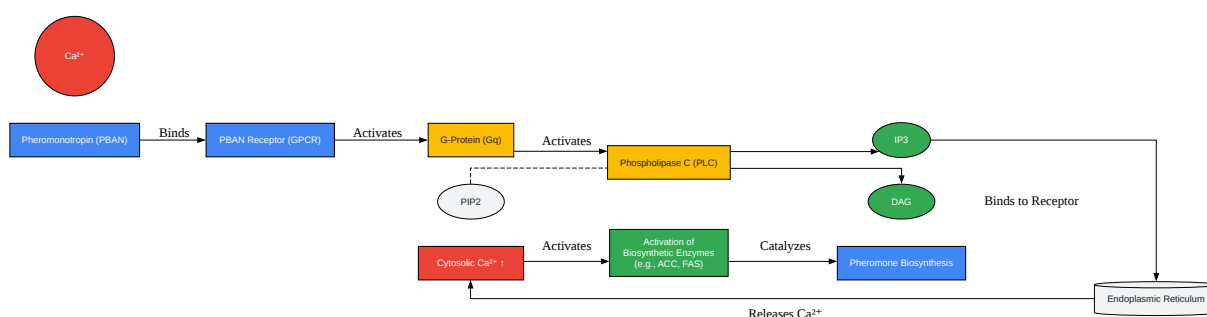 Ca²⁺
Pheromonotropin (PBAN)
Binds
PBAN Receptor (GPCR)
Activates
G-Protein (Gq)
Activates
Phospholipase C (PLC)
IP3
PIP2
DAG
Binds to Receptor
Cytosolic Ca²⁺ ↑
Activates
Activation of
Biosynthetic Enzymes
(e.g., ACC, FAS)
Catalyzes
Pheromone Biosynthesis
Endoplasmic Reticulum
Releases Ca²⁺